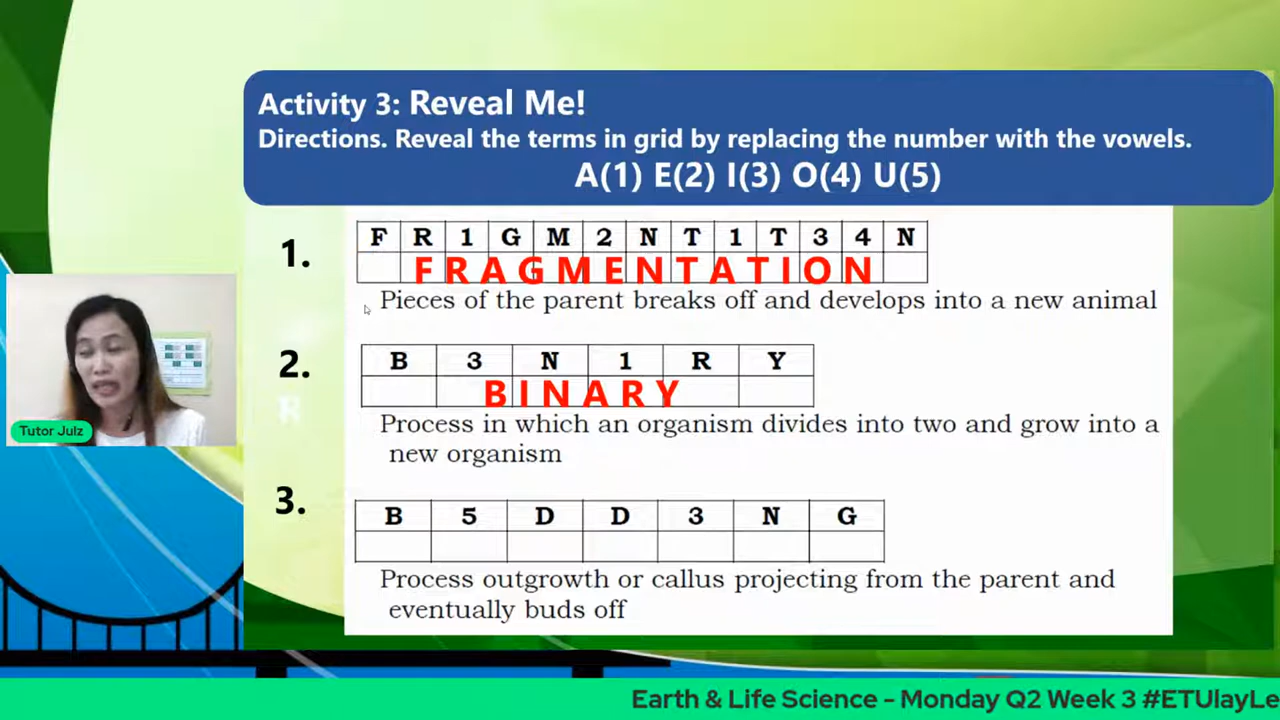 Activity 3: Reveal Me!
Directions. Reveal the terms in grid by replacing the number with the vowels.
A(1) E(2) I(3) O(4) U(5)
1.
F R 1 G M 2 N T 1 T 3 4 N
F R A G M E N T A T I O N
Pieces of the parent breaks off and develops into a new animal
2.
B 3 N 1 R Y
B I N A R Y
R
Process in which an organism divides into two and grow into a
new organism
3.
B 5 D D 3 N G
Process outgrowth or callus projecting from the parent and
eventually buds off
Tutor Julz
Earth & Life Science - Monday Q2 Week 3 #ETUlayLe